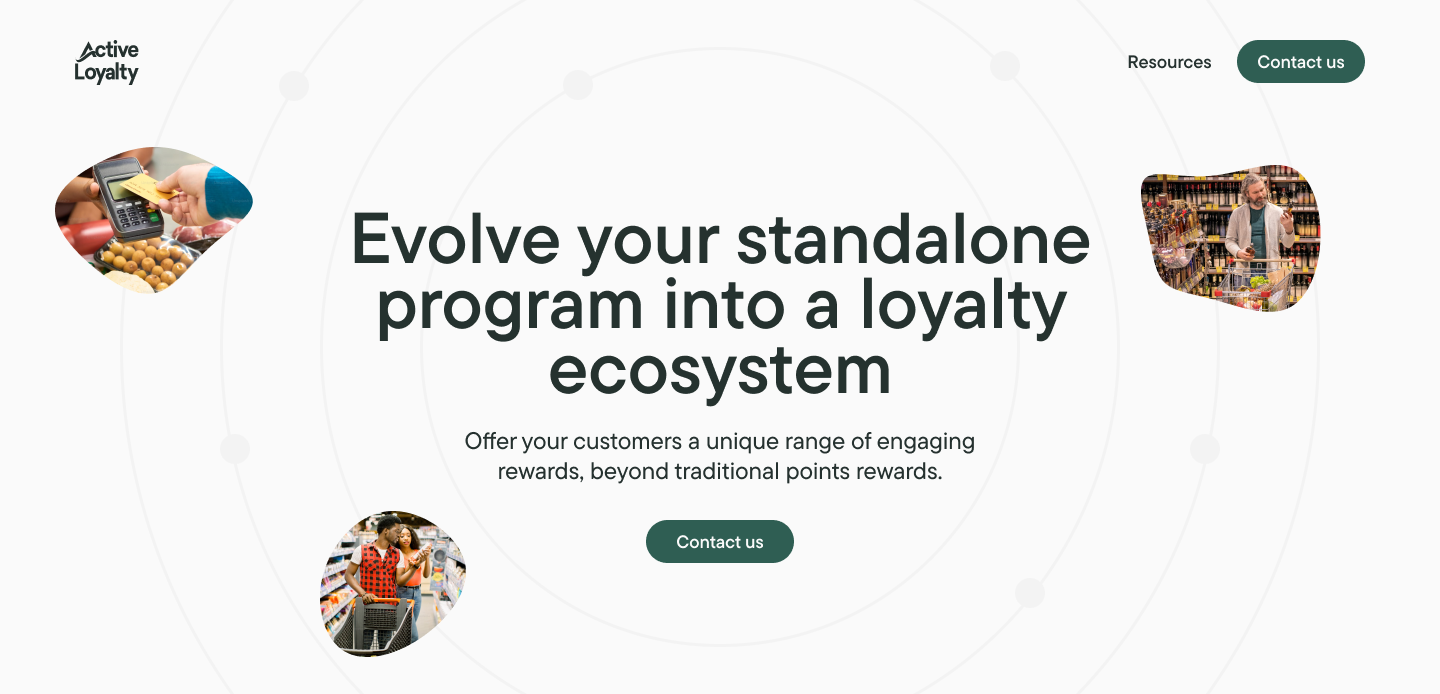 Active
Loyalty
Resources
Contact us
Evolve your standalone
program into a loyalty
ecosystem
Offer your customers a unique range of engaging
rewards, beyond traditional points rewards.
Contact us